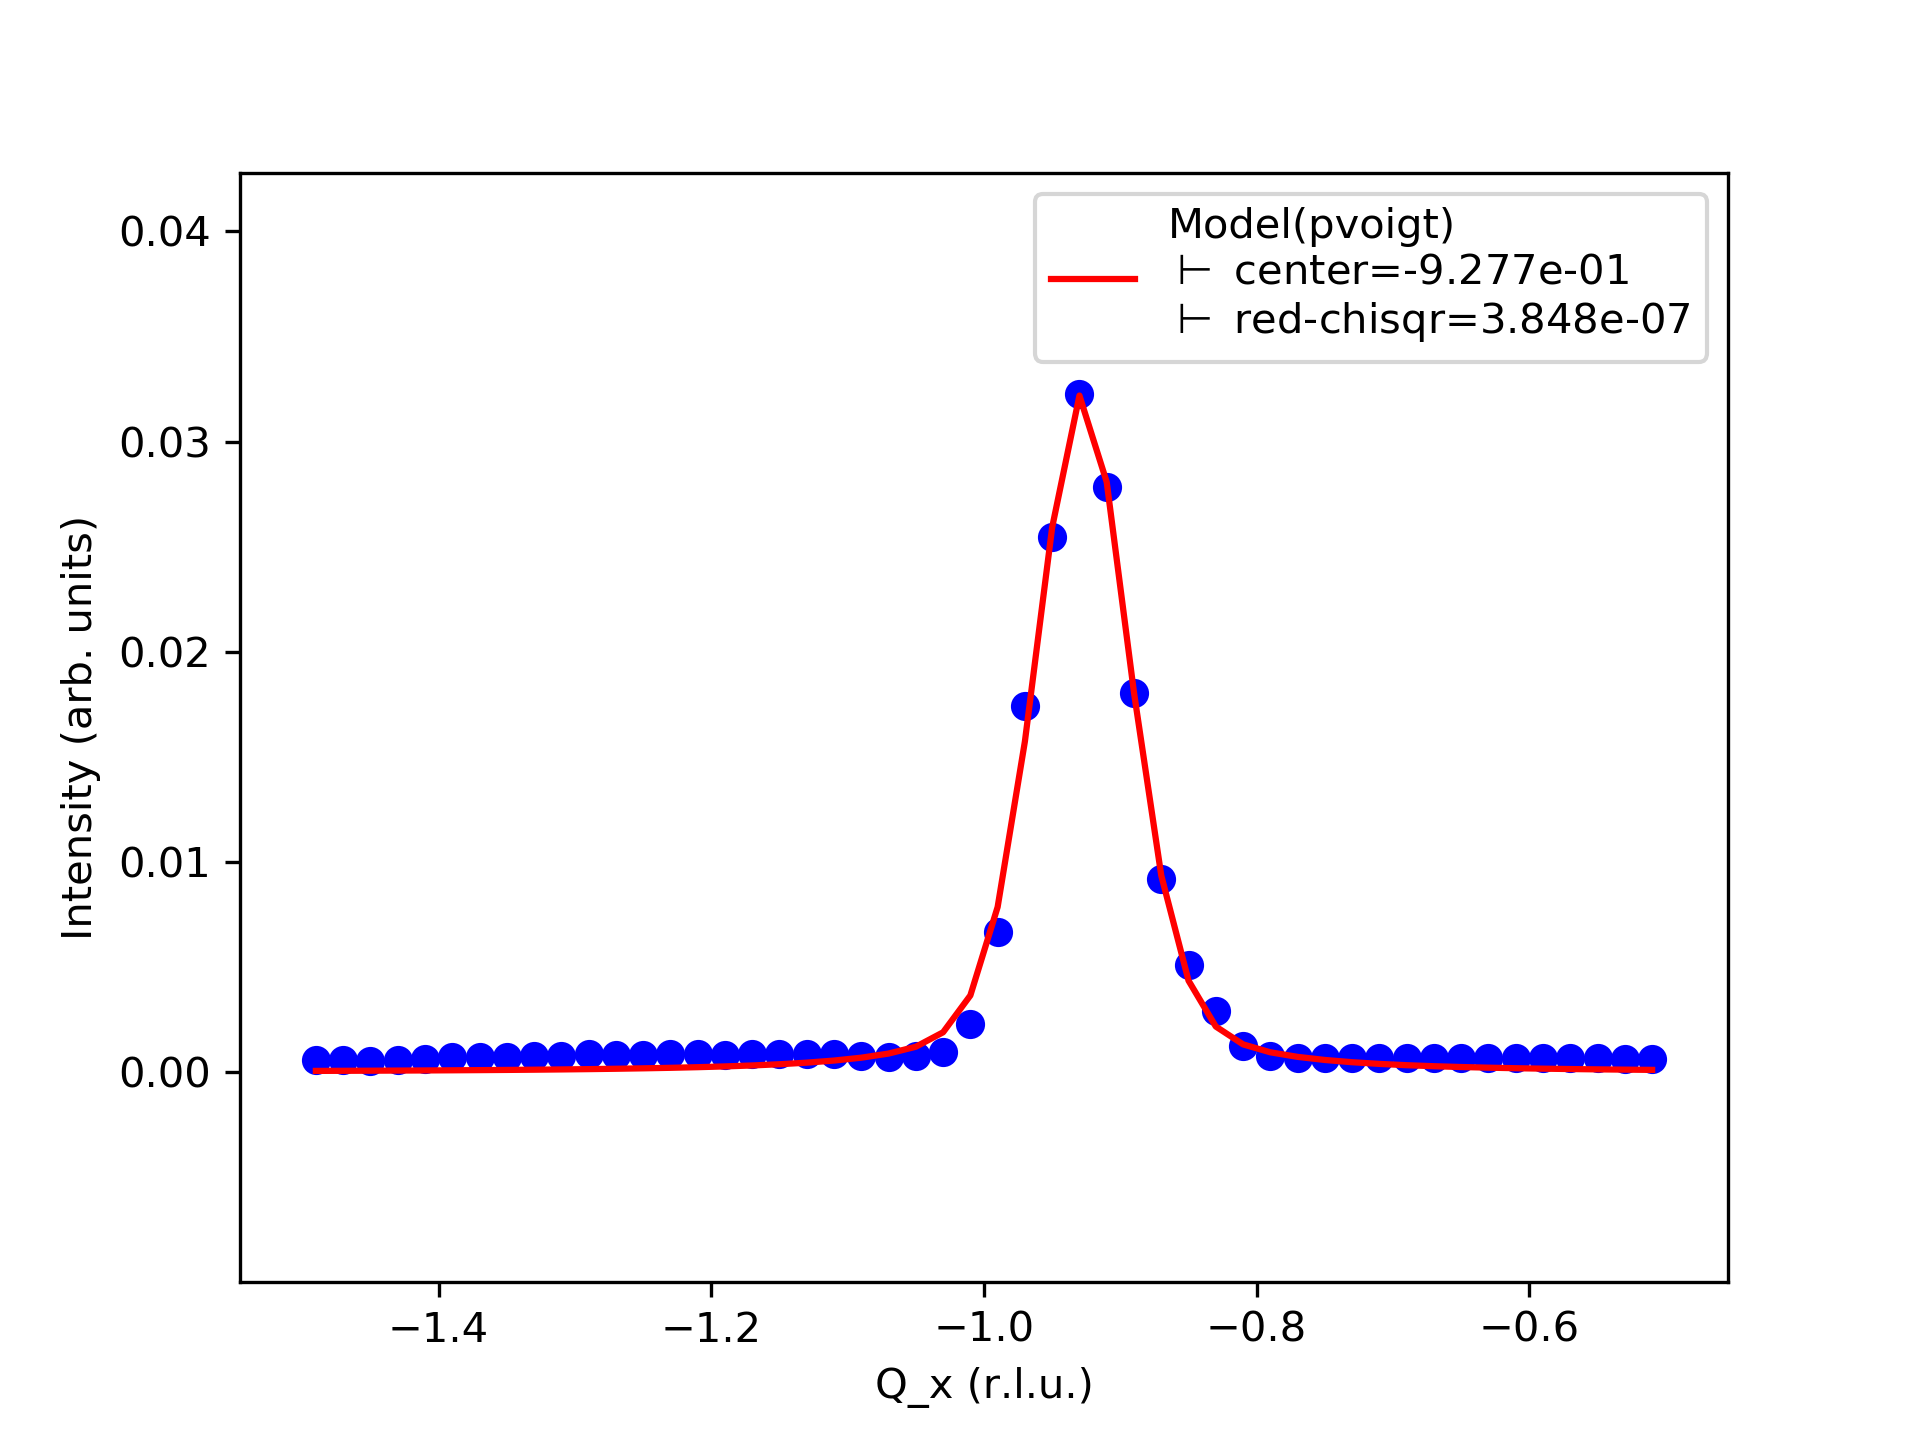 Model(pvoigt)
⊢ center=-9.277e-01
⊢ red-chisqr=3.848e-07
0.04
0.03
0.02
0.01
0.00
Intensity (arb. units)
−1.4 −1.2 −1.0 −0.8 −0.6
Q_x (r.l.u.)